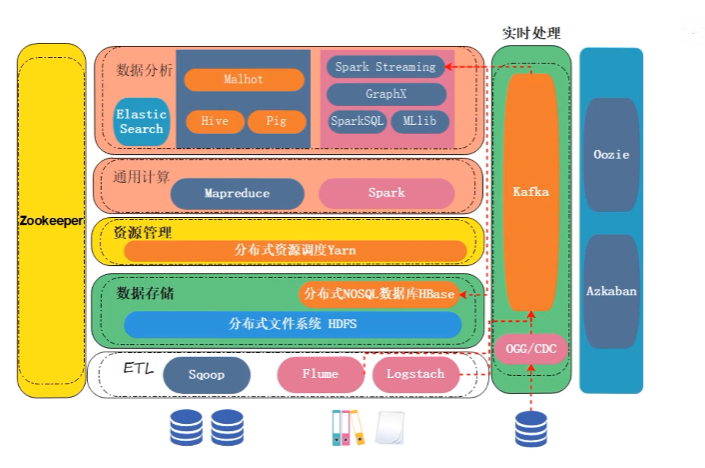 实时处理
Zookeeper
数据分析
Elastic
Search
Malhot
Hive
Pig
Spark Streaming
GraphX
SparkSQL
MLlib
通用计算
Mapreduce
Spark
资源管理
分布式资源调度Yarn
数据存储
分布式NOSQL数据库HBase
分布式文件系统 HDFS
ETL
Sqoop
Flume
Logstach
Kafka
OGG/CDC
Oozie
Azkaban